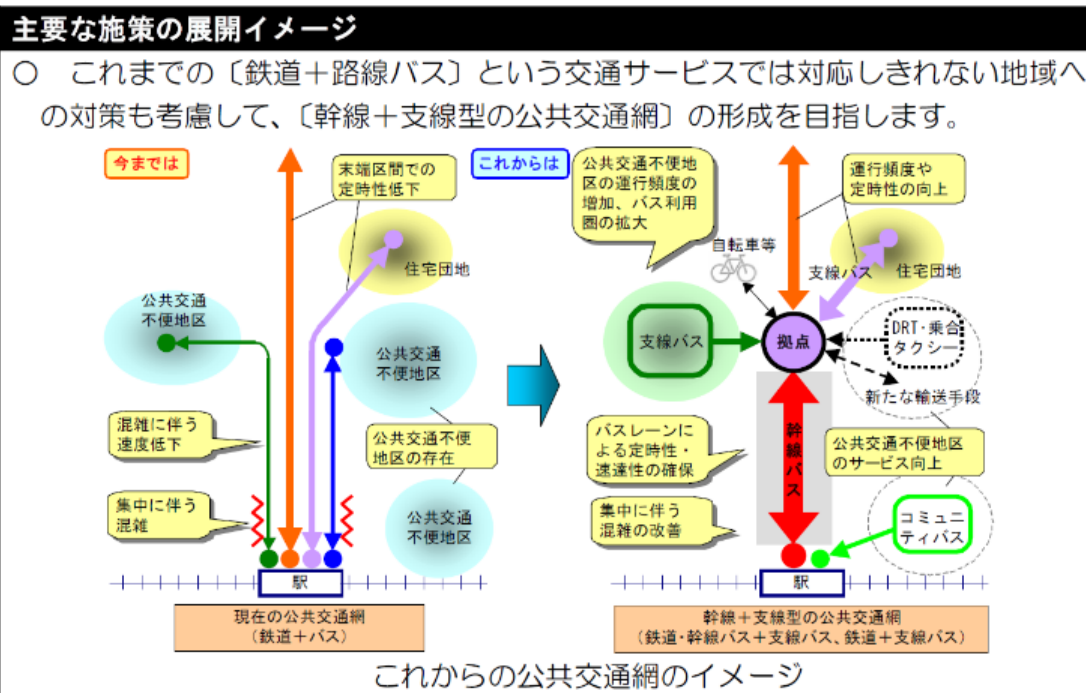 主要な施策の展開イメージ
○ これまでの〔鉄道+路線バス〕という交通サービスでは対応しきれない地域へ
の対策も考慮して、〔幹線+支線型の公共交通網〕の形成を目指します。
今までは
末端区間での
定時性低下
住宅団地
公共交通
不便地区
公共交通
不便地区
混雑に伴う
速度低下
公共交通不便
地区の存在
集中に伴う
混雑
公共交通
不便地区
駅
現在の公共交通網
(鉄道+バス)
これからは
公共交通不便地
区の運行頻度の
増加、バス利用
圏の拡大
運行頻度や
定時性の向上
自転車等
支線バス
住宅団地
支線バス
拠点
DRT・乗合
タクシー
新たな輸送手段
幹線バス
バスレーンに
よる定時性・
速達性の確保
公共交通不便地区
のサービス向上
集中に伴う
混雑の改善
コミュニ
ティバス
駅
幹線+支線型の公共交通網
(鉄道・幹線バス+支線バス、鉄道+支線バス)
これからの公共交通網のイメージ